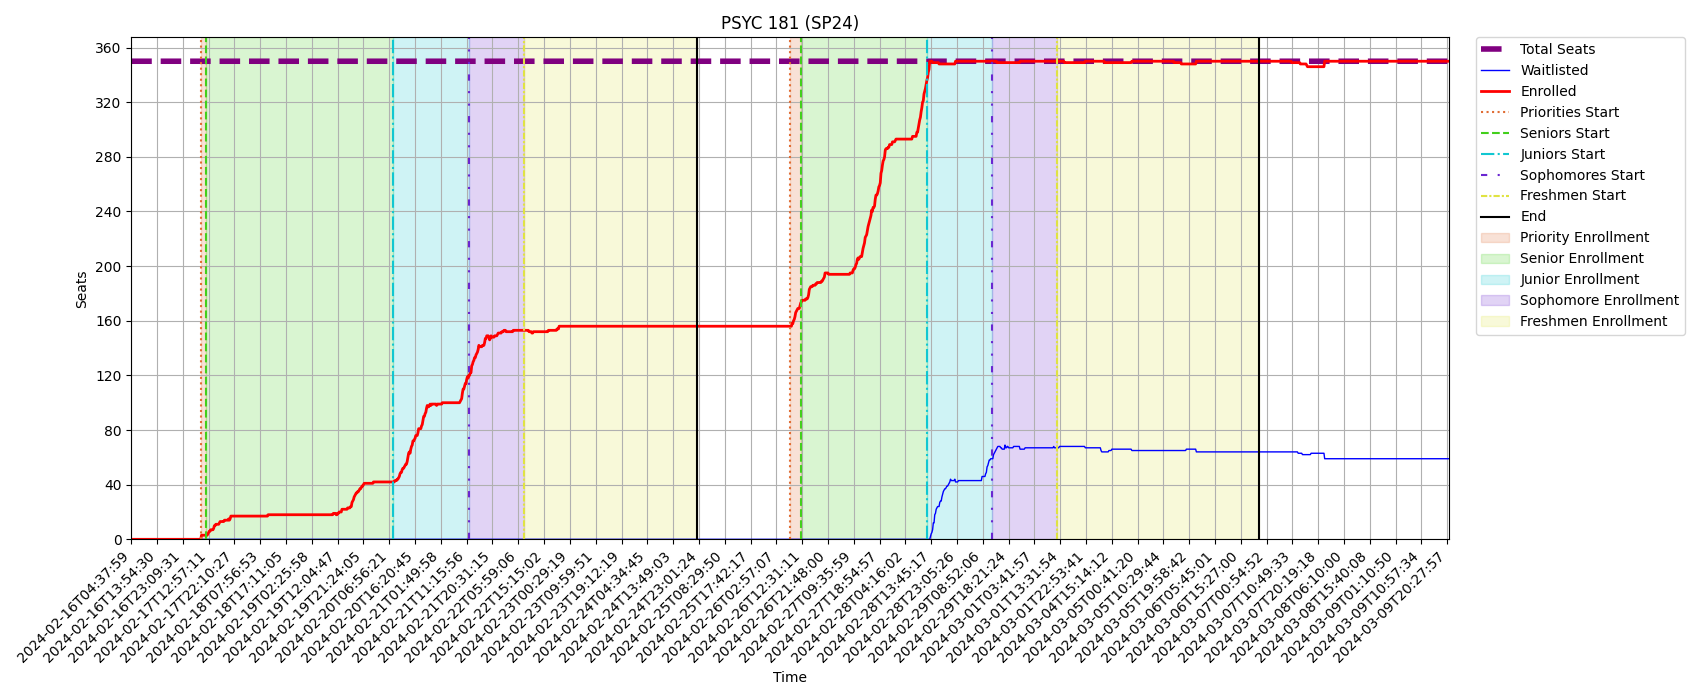 PSYC 181 (SP24)
Seats
360
320
280
240
200
160
120
80
40
0
2024-02-16T04:37:59
2024-02-16T13:54:30
2024-02-16T23:09:31
2024-02-17T12:57:11
2024-02-17T22:10:27
2024-02-18T07:56:53
2024-02-18T17:11:05
2024-02-19T02:25:58
2024-02-19T12:04:47
2024-02-19T21:24:05
2024-02-20T06:56:21
2024-02-20T16:20:45
2024-02-21T01:49:58
2024-02-21T11:15:56
2024-02-21T20:31:15
2024-02-22T05:59:06
2024-02-22T15:15:02
2024-02-23T00:29:19
2024-02-23T09:59:51
2024-02-23T19:12:19
2024-02-24T04:34:45
2024-02-24T13:49:03
2024-02-24T23:01:24
2024-02-25T08:29:50
2024-02-25T17:42:17
2024-02-26T02:57:07
2024-02-26T12:31:11
2024-02-26T21:48:00
2024-02-27T09:35:59
2024-02-27T18:54:57
2024-02-28T04:16:02
2024-02-28T13:45:17
2024-02-28T23:05:26
2024-02-29T08:52:06
2024-02-29T18:21:24
2024-03-01T03:41:57
2024-03-01T13:31:54
2024-03-01T22:53:41
2024-03-04T15:14:12
2024-03-05T00:41:20
2024-03-05T10:29:44
2024-03-05T19:58:42
2024-03-06T05:45:01
2024-03-06T15:27:00
2024-03-07T00:54:52
2024-03-07T10:49:33
2024-03-07T20:19:18
2024-03-08T06:10:00
2024-03-08T15:40:08
2024-03-09T01:10:50
2024-03-09T10:57:34
2024-03-09T20:27:57
Time
Total Seats
Waitlisted
Enrolled
Priorities Start
Seniors Start
Juniors Start
Sophomores Start
Freshmen Start
End
Priority Enrollment
Senior Enrollment
Junior Enrollment
Sophomore Enrollment
Freshmen Enrollment